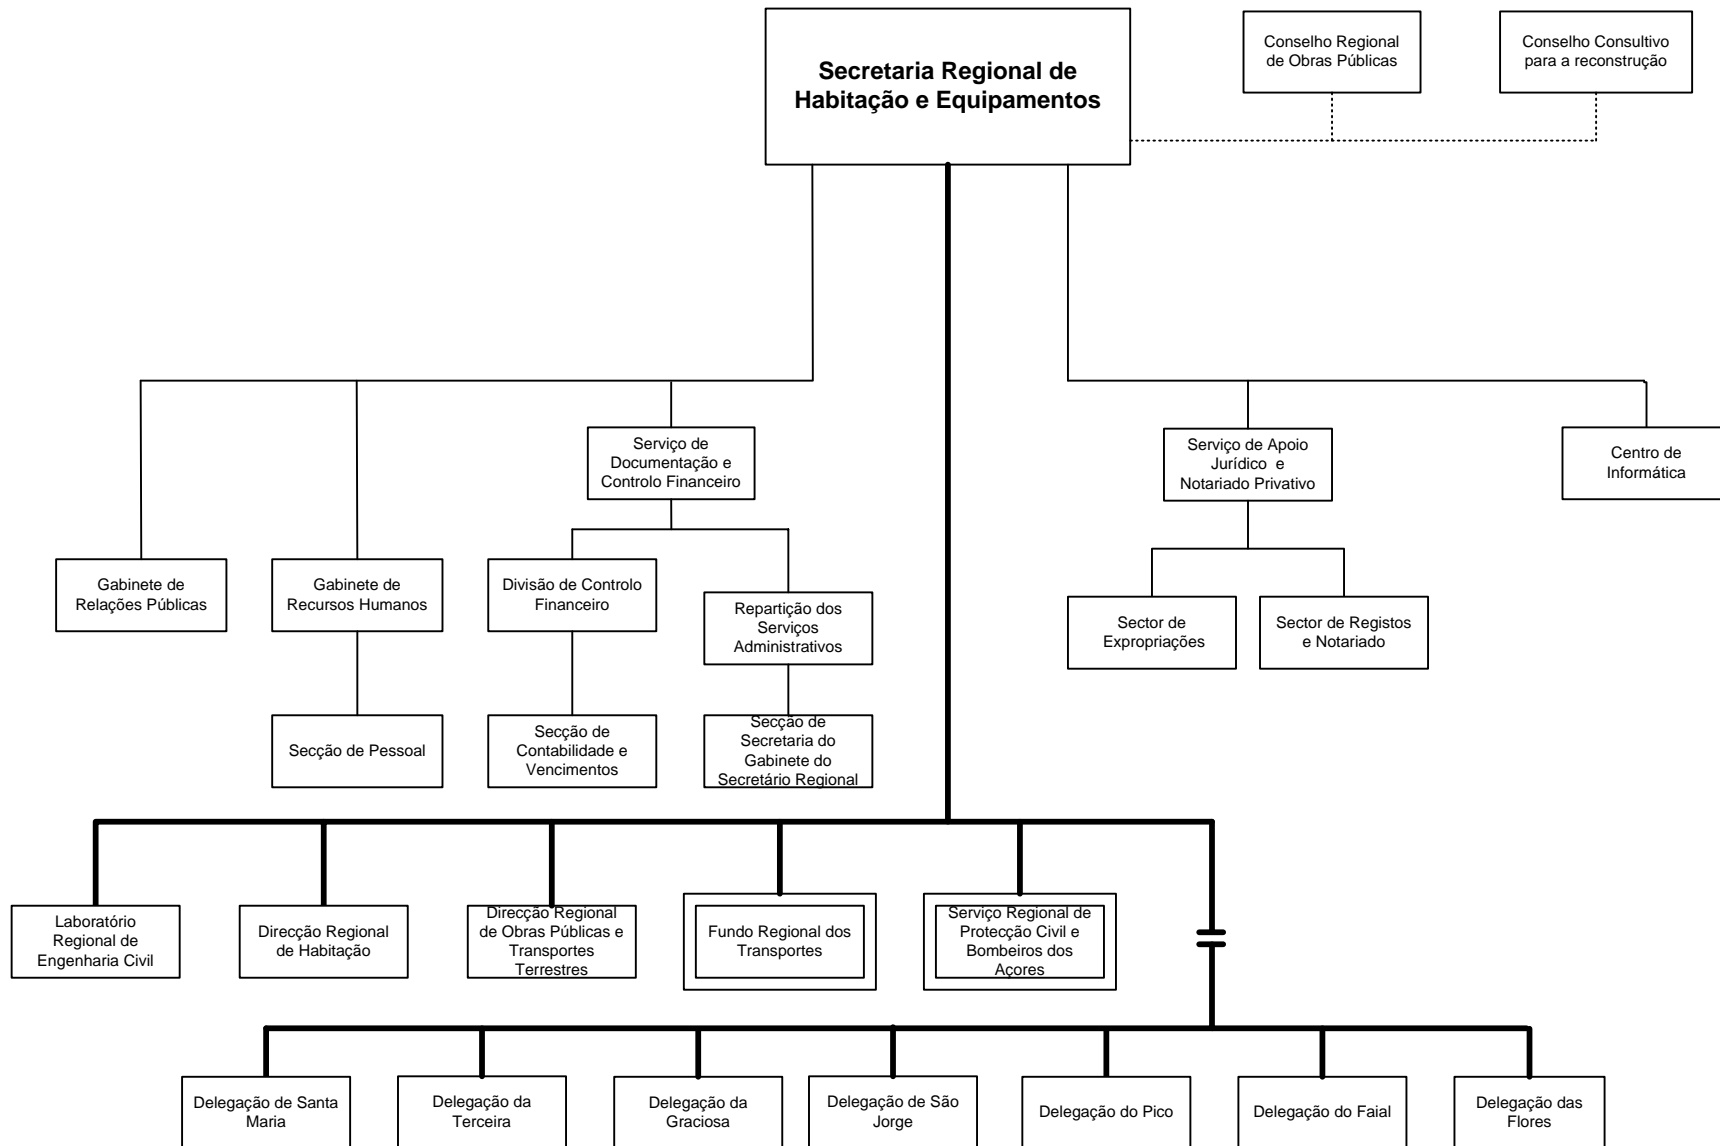 Secretaria Regional de
Habitação e Equipamentos
Conselho Regional
de Obras Públicas
Conselho Consultivo
para a reconstrução
Serviço de
Documentação e
Controlo Financeiro
Serviço de Apoio
Jurídico e
Notariado Privativo
Centro de
Informática
Gabinete de
Relações Públicas
Gabinete de
Recursos Humanos
Divisão de Controlo
Financeiro
Repartição dos
Serviços
Administrativos
Sector de
Expropriações
Sector de Registos
e Notariado
Secção de Pessoal
Secção de
Contabilidade e
Vencimentos
Secção de
Secretaria do
Gabinete do
Secretário Regional
Laboratório
Regional de
Engenharia Civil
Direcção Regional
de Habitação
Direcção Regional
de Obras Públicas e
Transportes
Terrestres
Fundo Regional dos
Transportes
Serviço Regional de
Protecção Civil e
Bombeiros dos
Açores
Delegação de Santa
Maria
Delegação da
Terceira
Delegação da
Graciosa
Delegação de São
Jorge
Delegação do Pico
Delegação do Faial
Delegação das
Flores